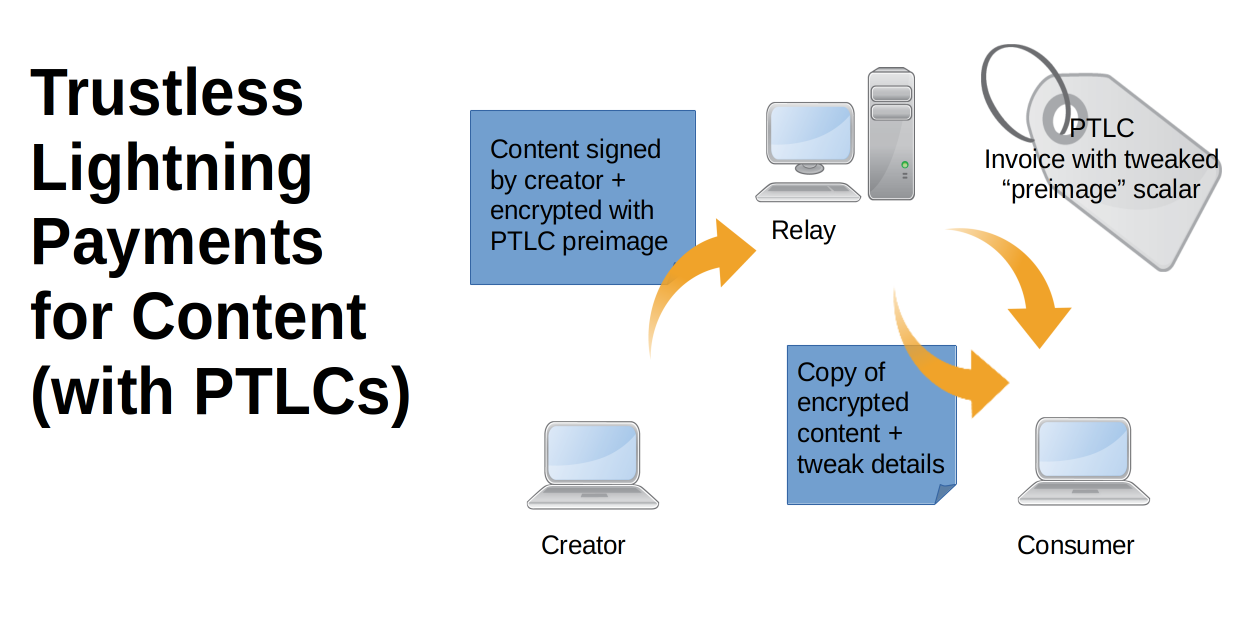 Trustless
Lightning
Payments
for Content
(with PTLCs)
Content signed
by creator +
encrypted with
PTLC preimage
Relay
PTLC
Invoice with tweaked
“preimage” scalar
Copy of
encrypted
content +
tweak details
Creator
Consumer